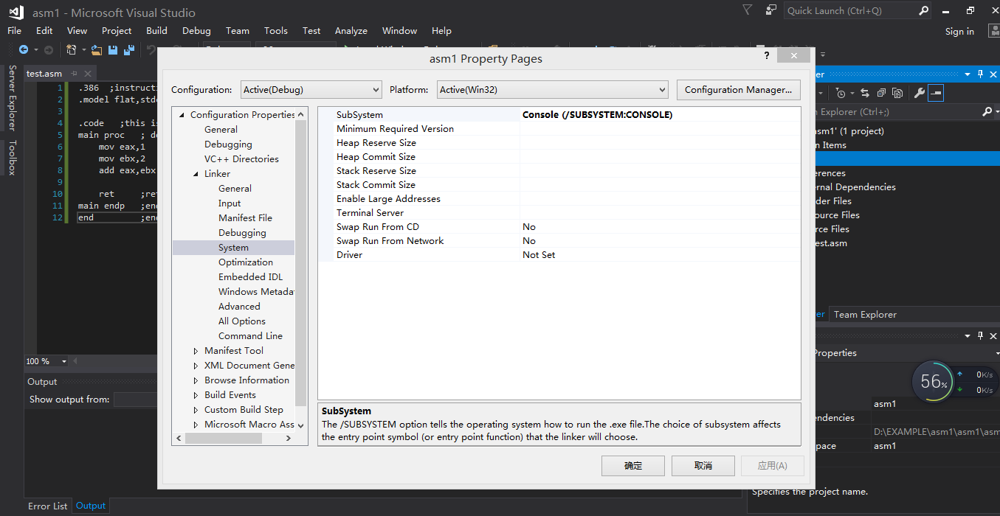 asm1 - Microsoft Visual Studio
Quick Launch (Ctrl+Q)
File Edit View Project Build Debug Team Tools Test Analyze Window Help
Sign in
Server Explorer
Toolbox
test.asm
1 .386 ;instructi
2 .model flat,stdc
3
4 .code ;this is
5 main proc ; de
6 mov eax,1
7 mov ebx,2
8 add eax,ebx
9
10 ret ;ret
11 main endp ;end
12 end ;end
100 %
Output
Show output from:
Error List Output
asm1 Property Pages
? ×
Configuration: Active(Debug) Platform: Active(Win32) Configuration Manager...
Configuration Properties
General
Debugging
VC++ Directories
Linker
General
Input
Manifest File
Debugging
System
Optimization
Embedded IDL
Windows Metadat
Advanced
All Options
Command Line
Manifest Tool
XML Document Gene
Browse Information
Build Events
Custom Build Step
Microsoft Macro Ass
SubSystem Console (/SUBSYSTEM:CONSOLE)
Minimum Required Version
Heap Reserve Size
Heap Commit Size
Stack Reserve Size
Stack Commit Size
Enable Large Addresses
Terminal Server
Swap Run From CD No
Swap Run From Network No
Driver Not Set
SubSystem
The /SUBSYSTEM option tells the operating system how to run the .exe file.The choice of subsystem affects
the entry point symbol (or entry point function) that the linker will choose.
确定 取消 应用(A)
er
n Explorer (Ctrl+;)
asm1' (1 project)
n Items
erences
rnal Dependencies
der Files
ource Files
rce Files
est.asm
er Team Explorer
Properties
56%
0K/s
0K/s
asm1
endencies
D:\EXAMPLE\asm1\asm1\asm
pace asm1
Specifies the project name.